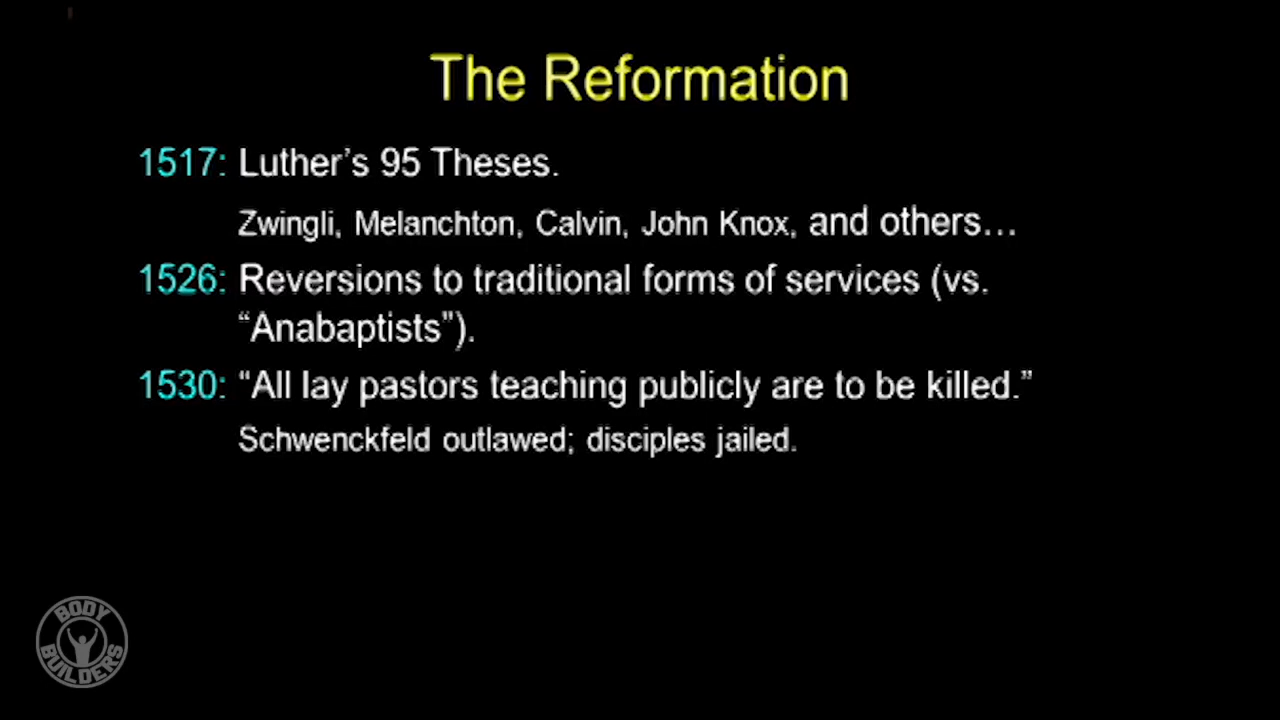 The Reformation
1517: Luther’s 95 Theses.
Zwingli, Melanchton, Calvin, John Knox, and others…
1526: Reversions to traditional forms of services (vs.
“Anabaptists”).
1530: “All lay pastors teaching publicly are to be killed.”
Schwenckfeld outlawed; disciples jailed.
BODY
BUILDERS